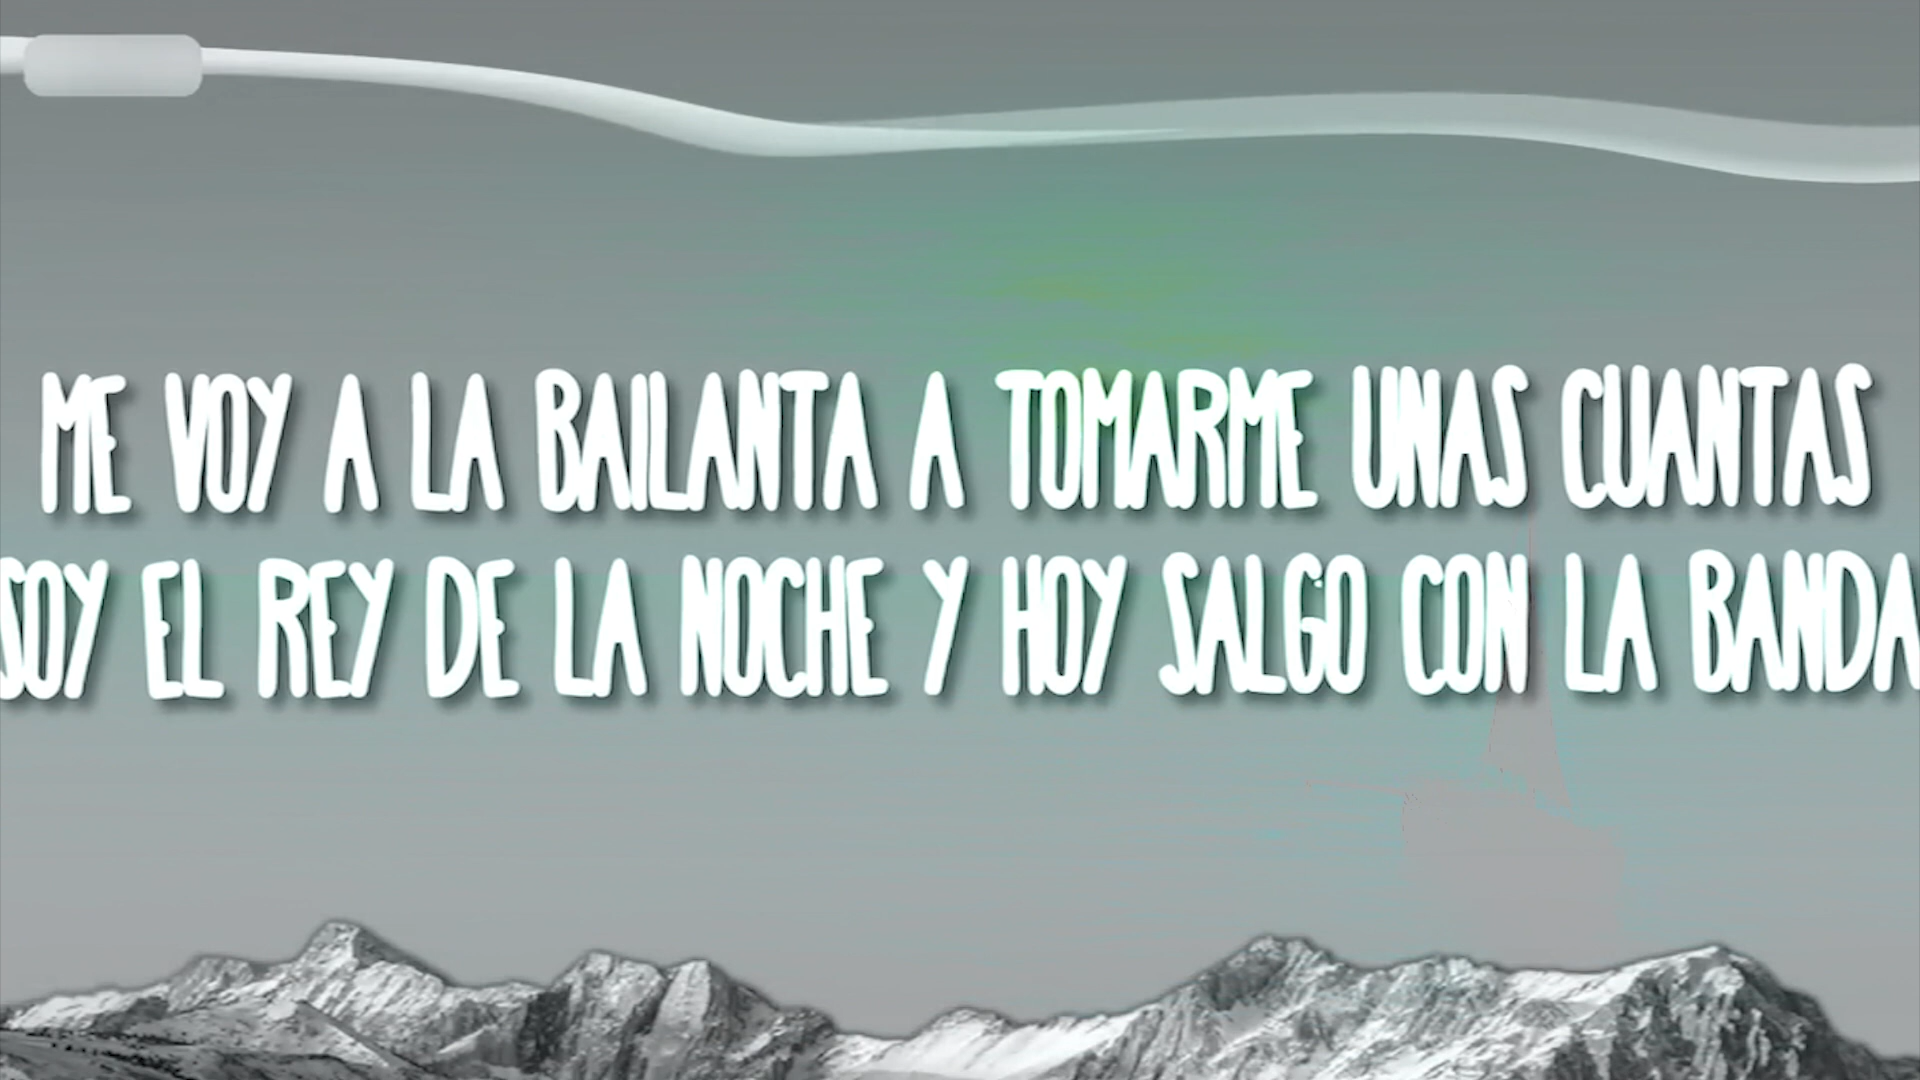 ME VOY A LA BAILANTA A TOMARME UNAS CUANTAS
SOY EL REY DE LA NOCHE Y HOY SALGO CON LA BANDA